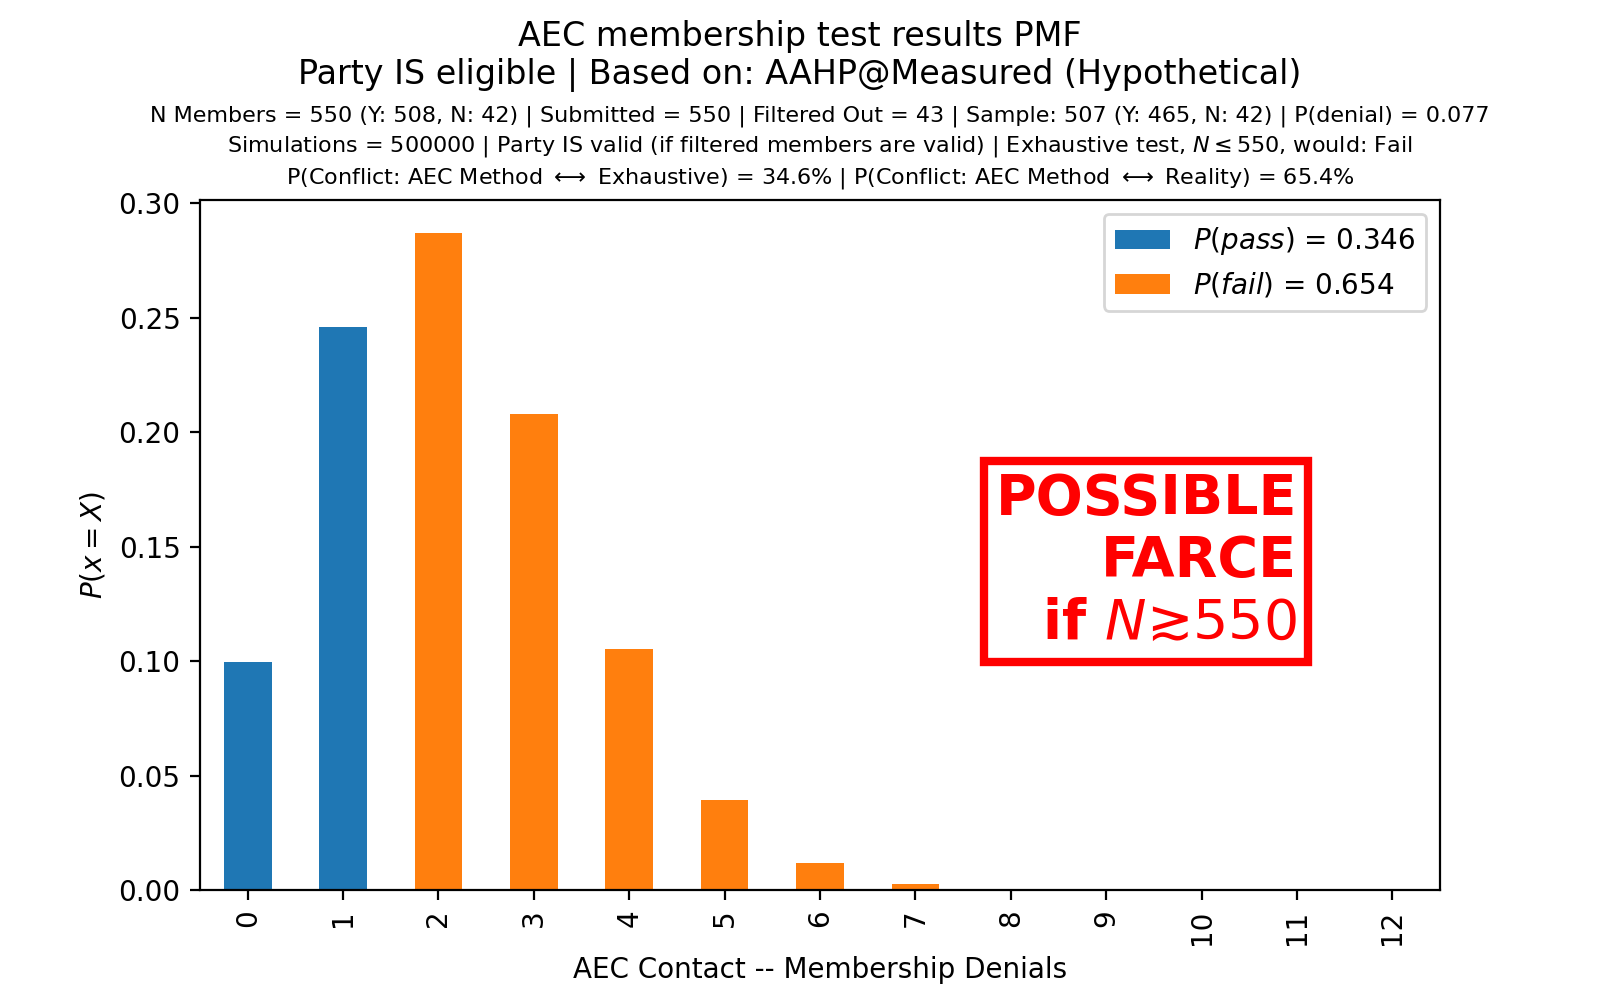 AEC membership test results PMF
Party IS eligible | Based on: AAHP@Measured (Hypothetical)
N Members = 550 (Y: 508, N: 42) | Submitted = 550 | Filtered Out = 43 | Sample: 507 (Y: 465, N: 42) | P(denial) = 0.077
Simulations = 500000 | Party IS valid (if filtered members are valid) | Exhaustive test, N ≤ 550, would: Fail
P(Conflict: AEC Method ⟷ Exhaustive) = 34.6% | P(Conflict: AEC Method ⟷ Reality) = 65.4%
0.30
0.25
0.20
0.15
0.10
0.05
0.00
P(x = X)
P(pass) = 0.346
P(fail) = 0.654
POSSIBLE
FARCE
if N≳550
0 1 2 3 4 5 6 7 8 9 10 11 12
AEC Contact -- Membership Denials